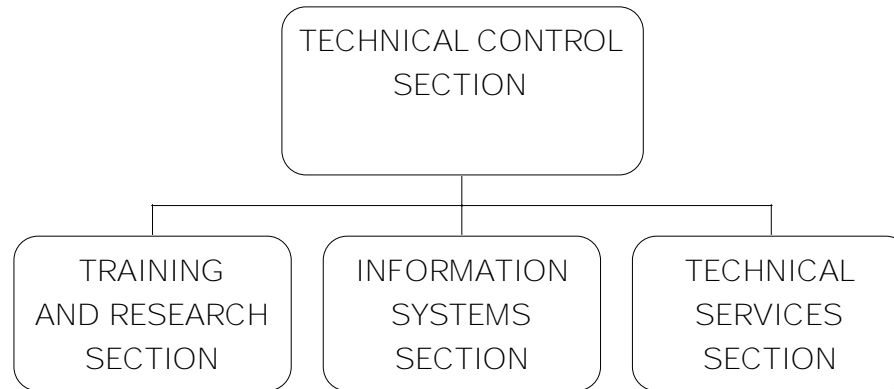 TECHNICAL CONTROL
SECTION
TRAINING
AND RESEARCH
SECTION
INFORMATION
SYSTEMS
SECTION
TECHNICAL
SERVICES
SECTION